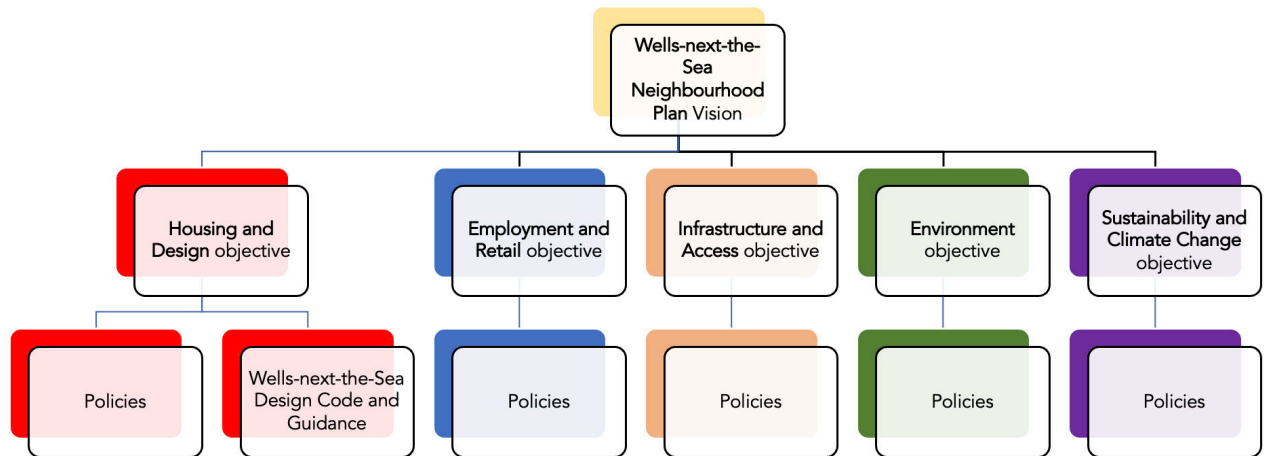 Wells-next-the-
Sea
Neighbourhood
Plan Vision
Housing and
Design objective
Employment and
Retail objective
Infrastructure and
Access objective
Environment
objective
Sustainability and
Climate Change
objective
Policies
Wells-next-the-Sea
Design Code and
Guidance
Policies
Policies
Policies
Policies